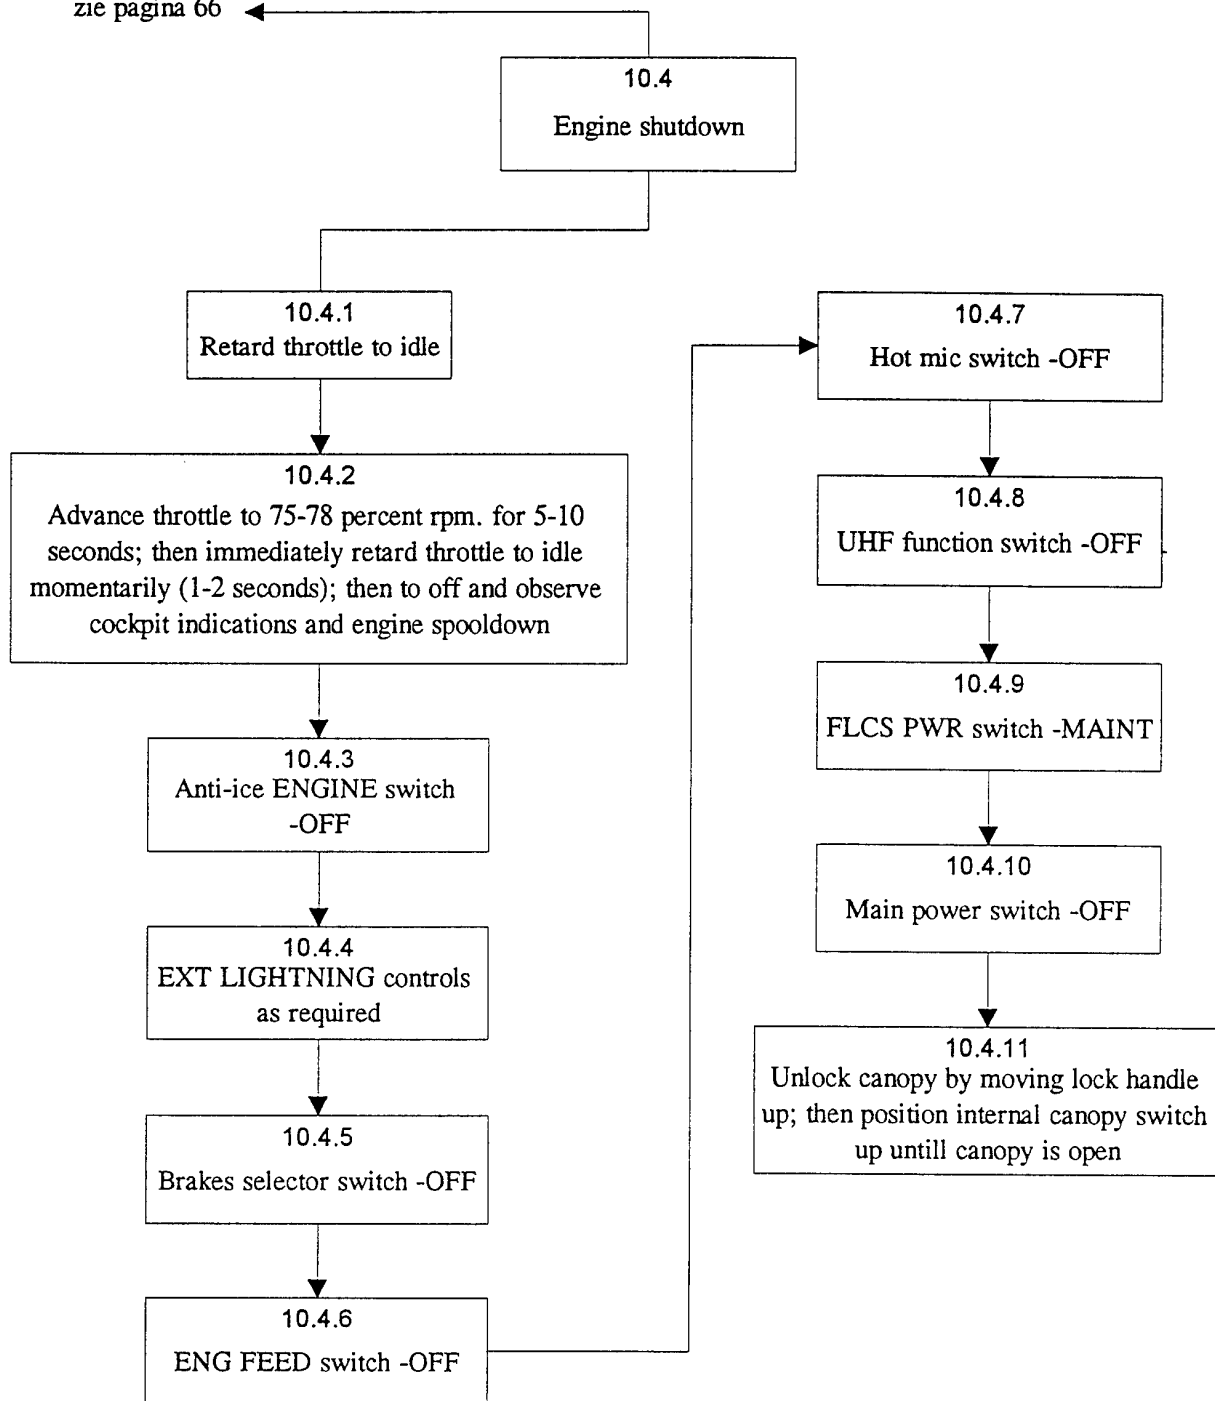 zie pagina 66
10.4
Engine shutdown
10.4.1
Retard throttle to idle
10.4.2
Advance throttle to 75-78 percent rpm. for 5-10
seconds; then immediately retard throttle to idle
momentarily (1-2 seconds); then to off and observe
cockpit indications and engine spooldown
10.4.3
Anti-ice ENGINE switch
-OFF
10.4.4
EXT LIGHTNING controls
as required
10.4.5
Brakes selector switch -OFF
10.4.6
ENG FEED switch -OFF
10.4.7
Hot mic switch -OFF
10.4.8
UHF function switch -OFF
10.4.9
FLCS PWR switch -MAINT
10.4.10
Main power switch -OFF
10.4.11
Unlock canopy by moving lock handle
up; then position internal canopy switch
up untill canopy is open